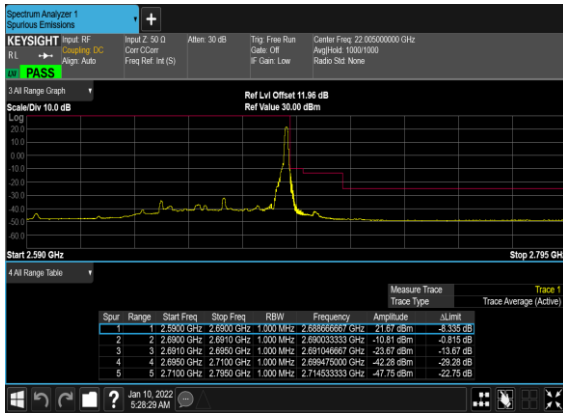 Spectrum Analyzer 1
Spurious Emissions
KEYSIGHT Input: RF Input Z: 50 Ω Atten: 30 dB Trig: Free Run Center Freq: 22.005000000 GHz
RL Coupling: DC Corr CCorr Gate: Off Avg|Hold: 1000/1000
Align: Auto Freq Ref: Int (S) IF Gain: Low Radio Std: None
PASS
3 All Range Graph
Ref Lvl Offset 11.96 dB
Scale/Div 10.0 dB Ref Value 30.00 dBm
Log
20.0
10.0
0.00
-10.0
-20.0
-30.0
-40.0
-50.0
-60.0
Start 2.590 GHz Stop 2.795 GH
4 All Range Table
Measure Trace Trace 1
Trace Type Trace Average (Active)
Spur Range Start Freq Stop Freq RBW Frequency Amplitude ΔLimit
1 1 2.5900 GHz 2.6900 GHz 1.000 MHz 2.688666667 GHz 21.67 dBm -8.335 dB
2 2 2.6900 GHz 2.6910 GHz 1.000 MHz 2.690033333 GHz -10.81 dBm -0.815 dB
3 3 2.6910 GHz 2.6950 GHz 1.000 MHz 2.691046667 GHz -23.67 dBm -13.67 dB
4 4 2.6950 GHz 2.7100 GHz 1.000 MHz 2.699475000 GHz -42.28 dBm -29.28 dB
5 5 2.7100 GHz 2.7950 GHz 1.000 MHz 2.714533333 GHz -47.75 dBm -22.75 dB
Jan 10, 2022
5:28:29 AM